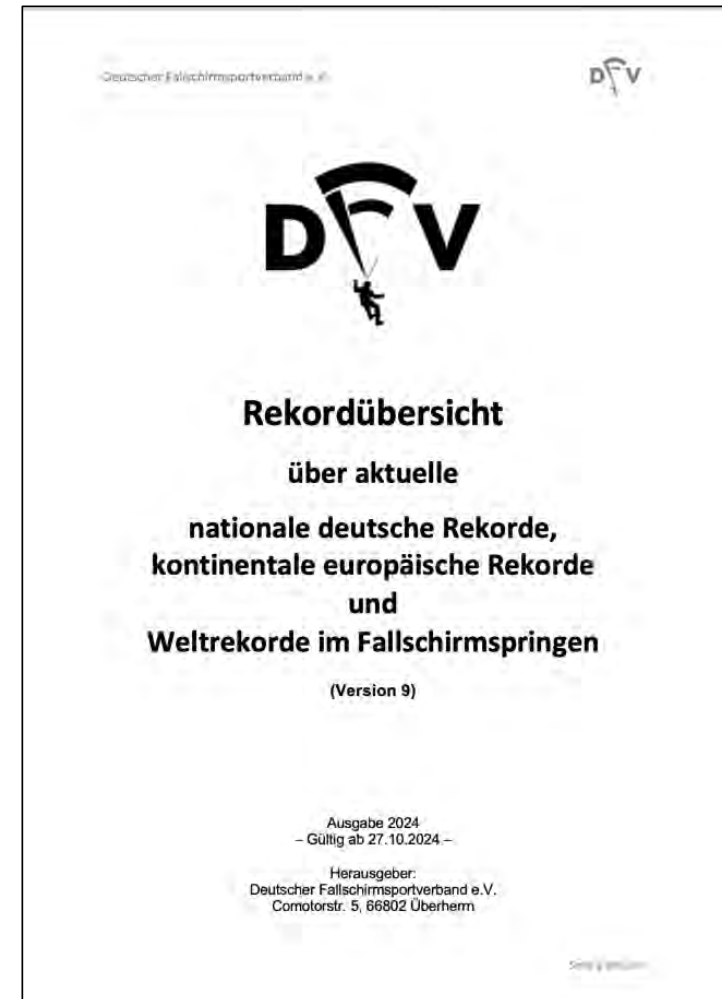 Deutscher Fallschirmsportverband e.V.
DFV
DFV
Rekordübersicht
über aktuelle
nationale deutsche Rekorde,
kontinentale europäische Rekorde
und
Weltrekorde im Fallschirmspringen
(Version 9)
Ausgabe 2024
– Gültig ab 27.10.2024 –
Herausgeber:
Deutscher Fallschirmsportverband e.V.
Comotorstr. 5, 66802 Überherrn
Seite